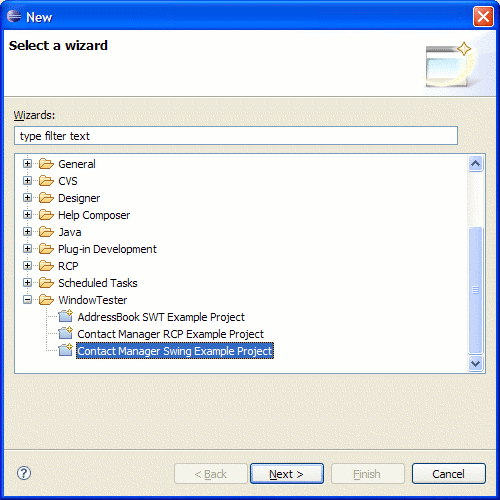 New
Select a wizard
Wizards:
type filter text
General
CVS
Designer
Help Composer
Java
Plug-in Development
RCP
Scheduled Tasks
WindowTester
AddressBook SWT Example Project
Contact Manager RCP Example Project
Contact Manager Swing Example Project
? < Back Next > Finish Cancel